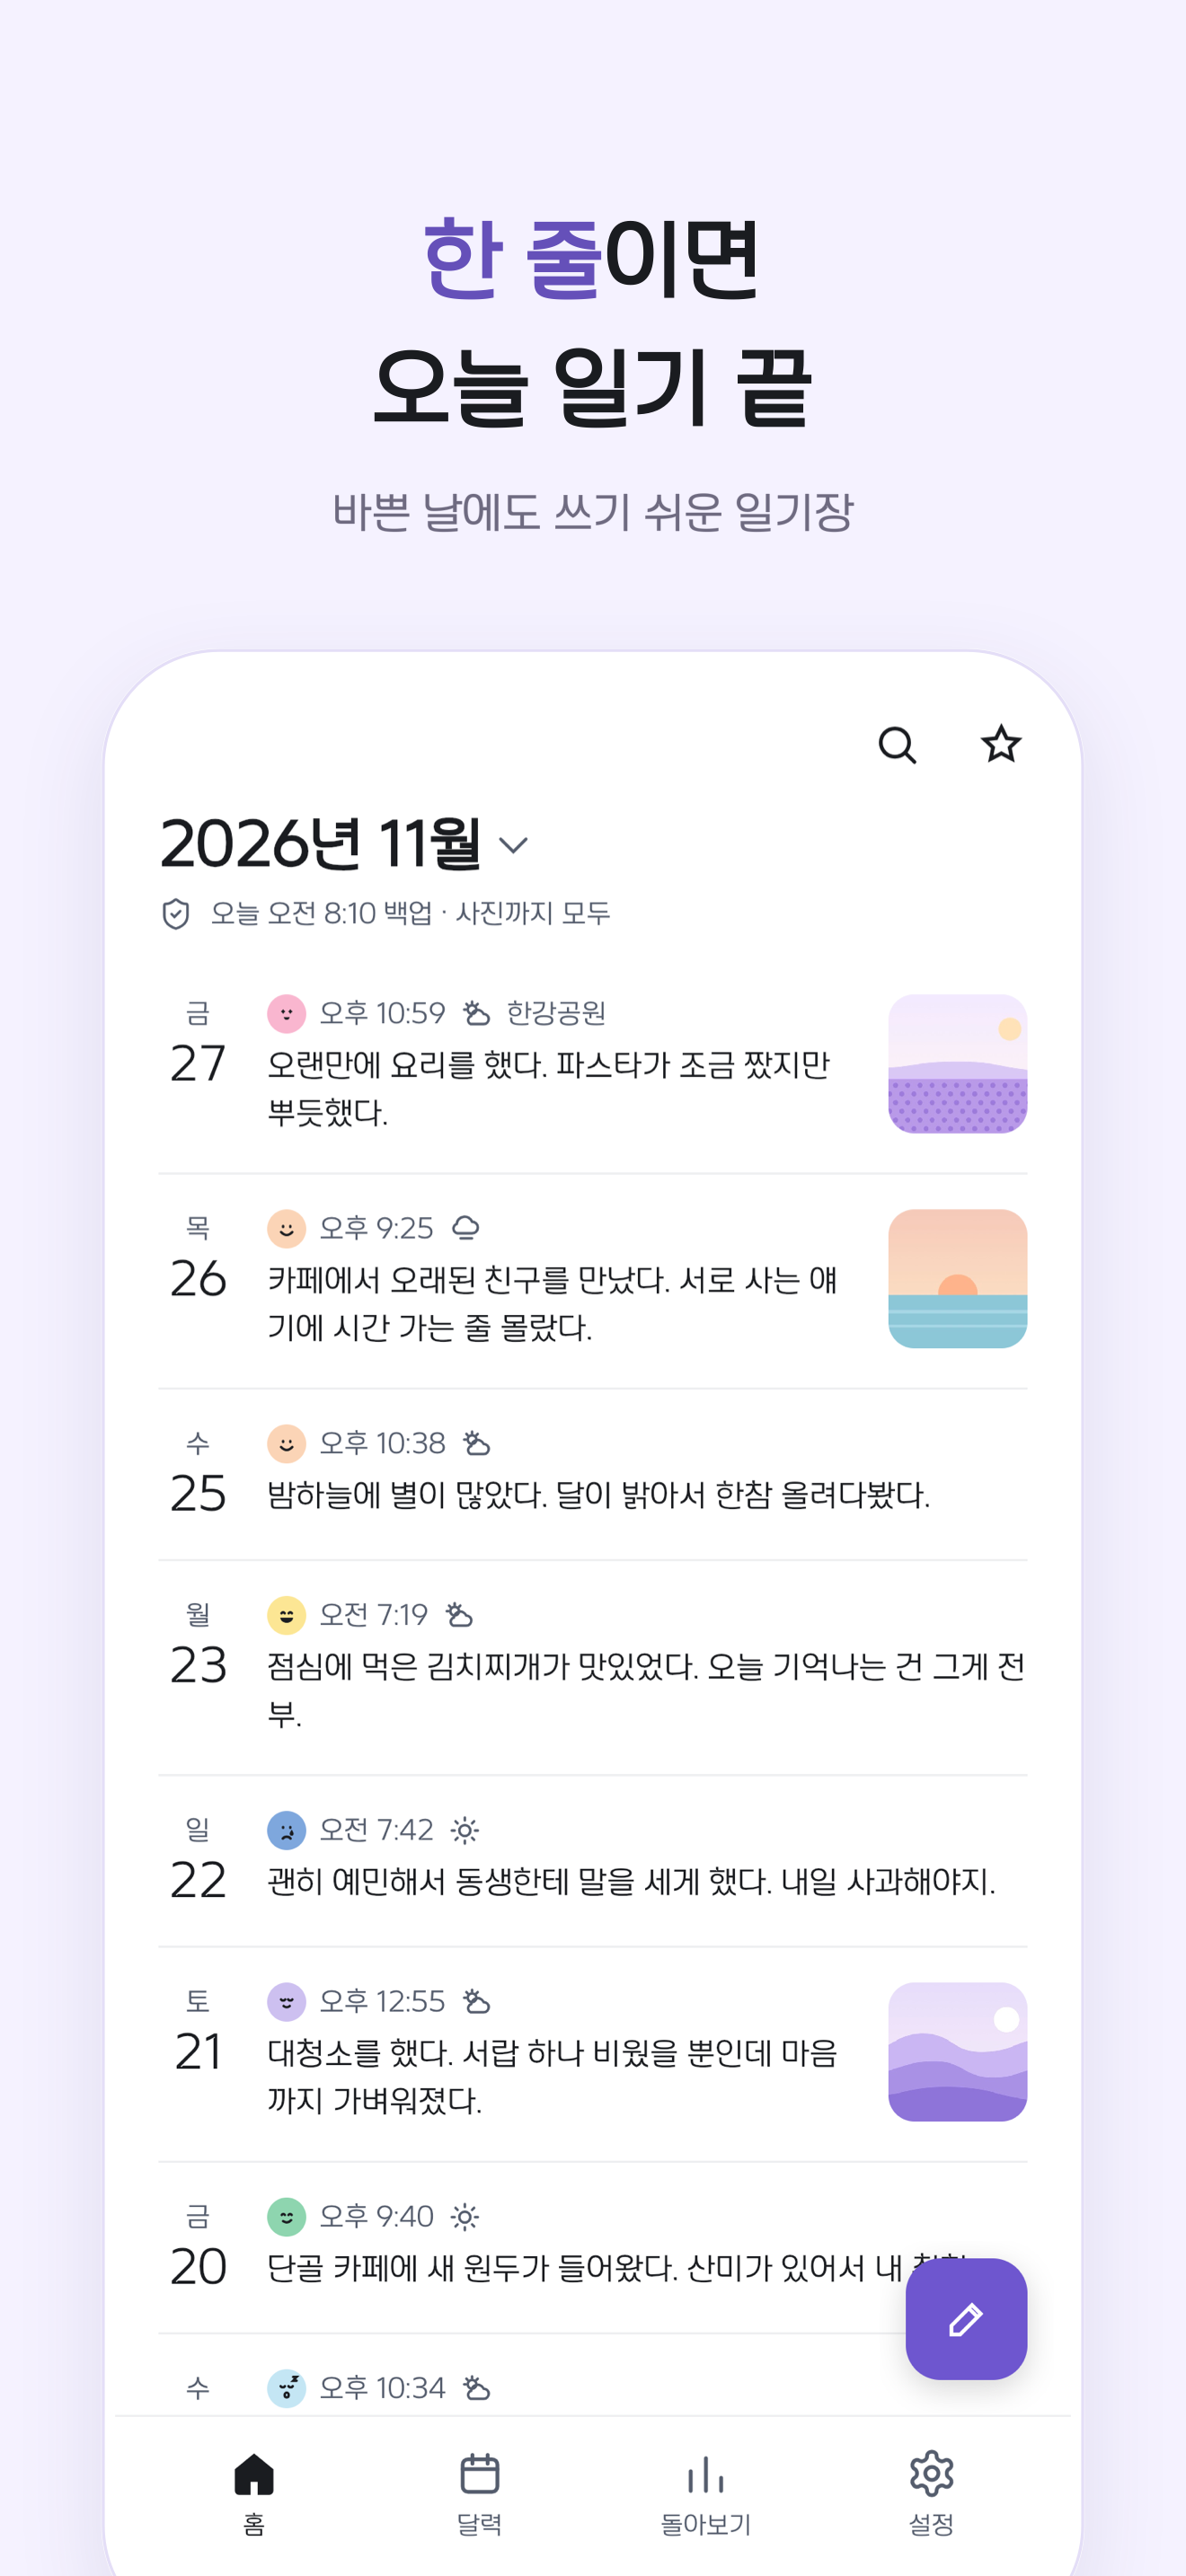 한 줄이면
오늘 일기 끝
바쁜 날에도 쓰기 쉬운 일기장
2026년 11월
오늘 오전 8:10 백업 · 사진까지 모두
금
27
오후 10:59 한강공원
오랜만에 요리를 했다. 파스타가 조금 짰지만
뿌듯했다.
목
26
오후 9:25
카페에서 오래된 친구를 만났다. 서로 사는 얘
기에 시간 가는 줄 몰랐다.
수
25
오후 10:38
밤하늘에 별이 많았다. 달이 밝아서 한참 올려다봤다.
월
23
오전 7:19
점심에 먹은 김치찌개가 맛있었다. 오늘 기억나는 건 그게 전
부.
일
22
오전 7:42
괜히 예민해서 동생한테 말을 세게 했다. 내일 사과해야지.
토
21
오후 12:55
대청소를 했다. 서랍 하나 비웠을 뿐인데 마음
까지 가벼워졌다.
금
20
오후 9:40
단골 카페에 새 원두가 들어왔다. 산미가 있어서 내
수
오후 10:34
홈
달력
돌아보기
설정